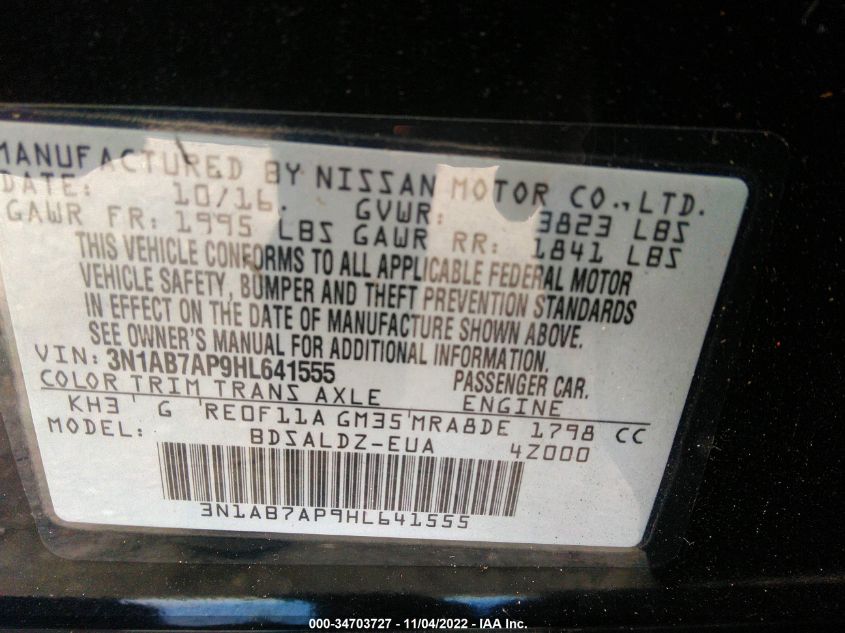 MANUFACTURED BY NISSAN MOTOR CO., LTD.
DATE: 10/16. GVWR: 3823 LBS
GAWR FR: 1995 LBS GAWR RR: 1841 LBS
THIS VEHICLE CONFORMS TO ALL APPLICABLE FEDERAL MOTOR
VEHICLE SAFETY, BUMPER AND THEFT PREVENTION STANDARDS
IN EFFECT ON THE DATE OF MANUFACTURE SHOWN ABOVE.
SEE OWNER'S MANUAL FOR ADDITIONAL INFORMATION.
VIN: 3N1AB7AP9HL641555 PASSENGER CAR.
COLOR TRIM TRANS AXLE ENGINE
KH3 G RE0F11A GM35 MRA8DE 1798 CC
MODEL: BDSALDZ-EUA 4Z000
3N1AB7AP9HL641555
000-34703727 - 11/04/2022 - IAA Inc.